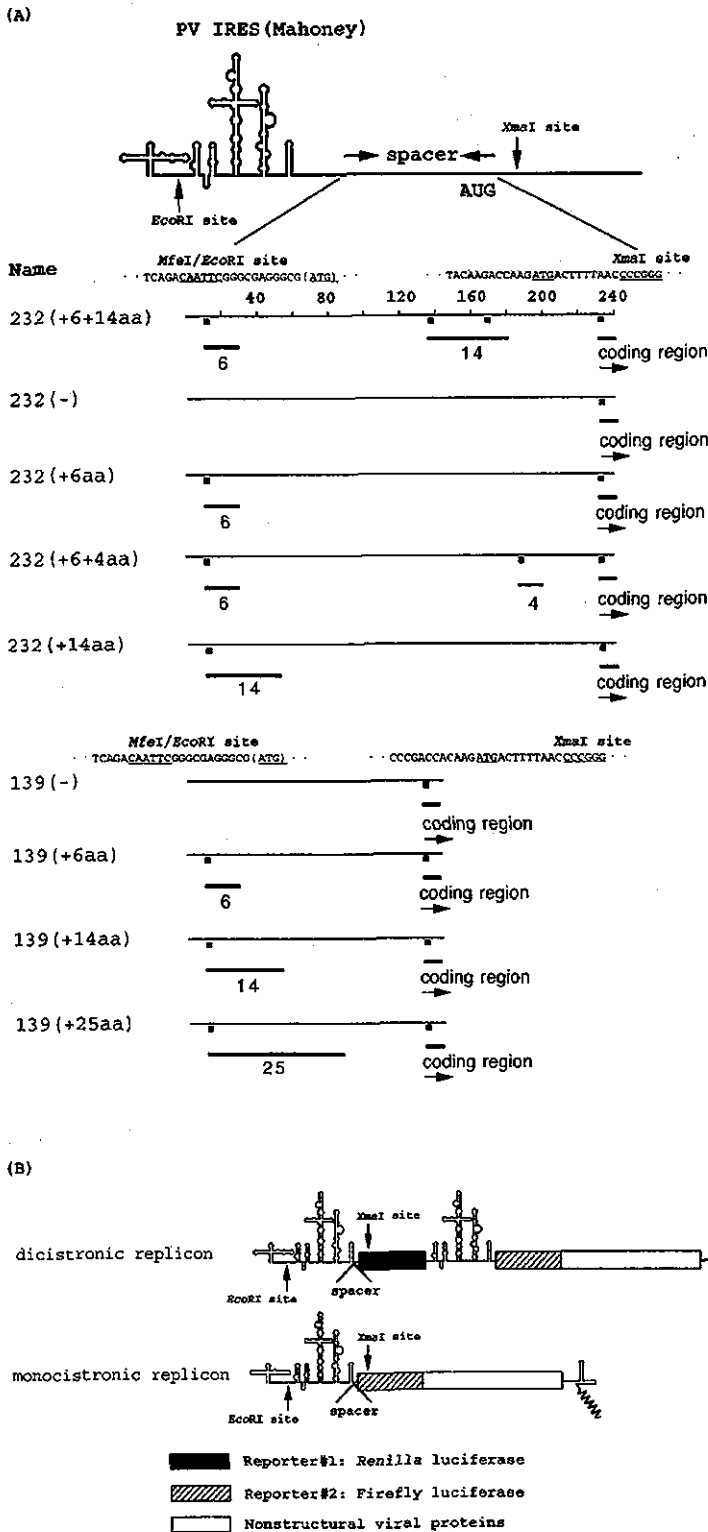 (A)
PV IRES(Mahoney)
XmaI site
spacer
AUG
EcoRI site
Name
MfeI/EcoRI site
XmaI site
··TCAGACAATTCGGGCGAGGGCG(ATG)··
··TACAAGACCAAGATGACTTTTAACCCCGGG··
40 80 120 160 200 240
232(+6+14aa)
6
14
coding region
232(-)
coding region
232(+6aa)
6
coding region
232(+6+4aa)
6
4
coding region
232(+14aa)
14
coding region
MfeI/EcoRI site
XmaI site
··TCAGACAATTCGGGCGAGGGCG(ATG)··
··CCCGACCACAAGATGACTTTTAACCCCGGG··
139(-)
coding region
139(+6aa)
6
coding region
139(+14aa)
14
coding region
139(+25aa)
25
coding region
(B)
XmaI site
dicistronic replicon
EcoRI site
spacer
XmaI site
monocistronic replicon
EcoRI site
spacer
Reporter#1: Renilla luciferase
Reporter#2: Firefly luciferase
Nonstructural viral proteins